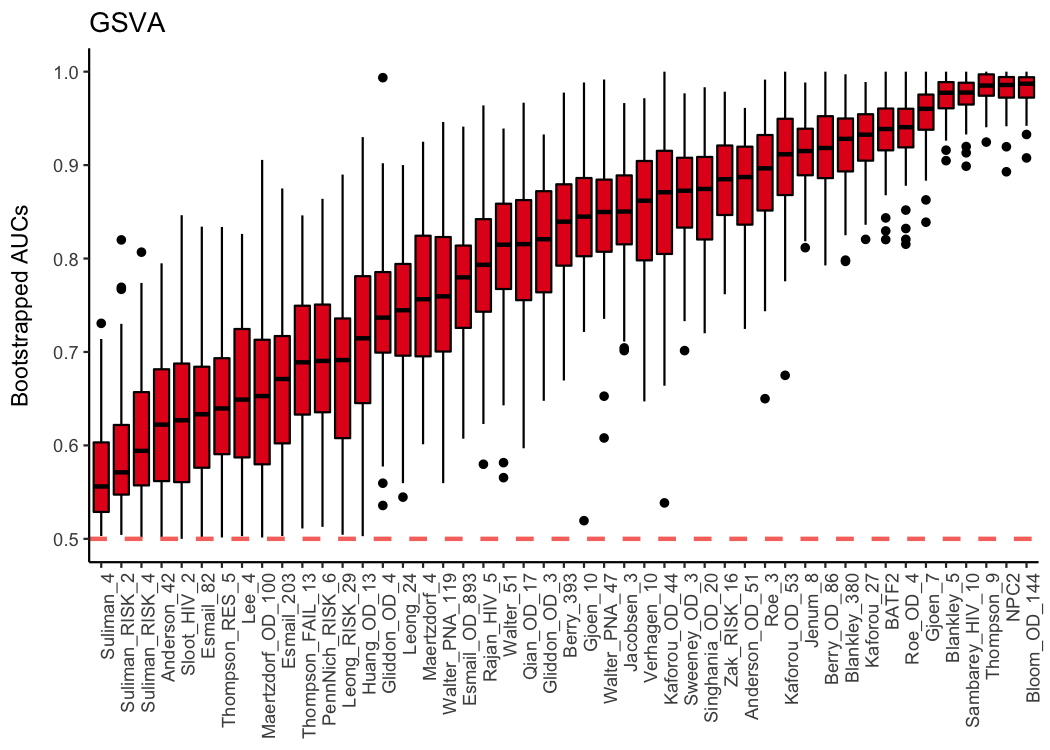 GSVA
Bootstrapped AUCs
1.0
0.9
0.8
0.7
0.6
0.5
Suliman_4
Suliman_RISK_2
Suliman_RISK_4
Anderson_42
Sloot_HIV_2
Esmail_82
Thompson_RES_5
Lee_4
Maertzdorf_OD_100
Esmail_203
Thompson_FAIL_13
PennNich_RISK_6
Leong_RISK_29
Huang_OD_13
Gliddon_OD_4
Leong_24
Maertzdorf_4
Walter_PNA_119
Esmail_OD_893
Rajan_HIV_5
Walter_51
Qian_OD_17
Gliddon_OD_3
Berry_393
Gjoen_10
Walter_PNA_47
Jacobsen_3
Verhagen_10
Kaforou_OD_44
Sweeney_OD_3
Singhania_OD_20
Zak_RISK_16
Anderson_OD_51
Roe_3
Kaforou_OD_53
Jenum_8
Berry_OD_86
Blankley_380
Kaforou_27
BATF2
Roe_OD_4
Gjoen_7
Blankley_5
Sambarey_HIV_10
Thompson_9
NPC2
Bloom_OD_144